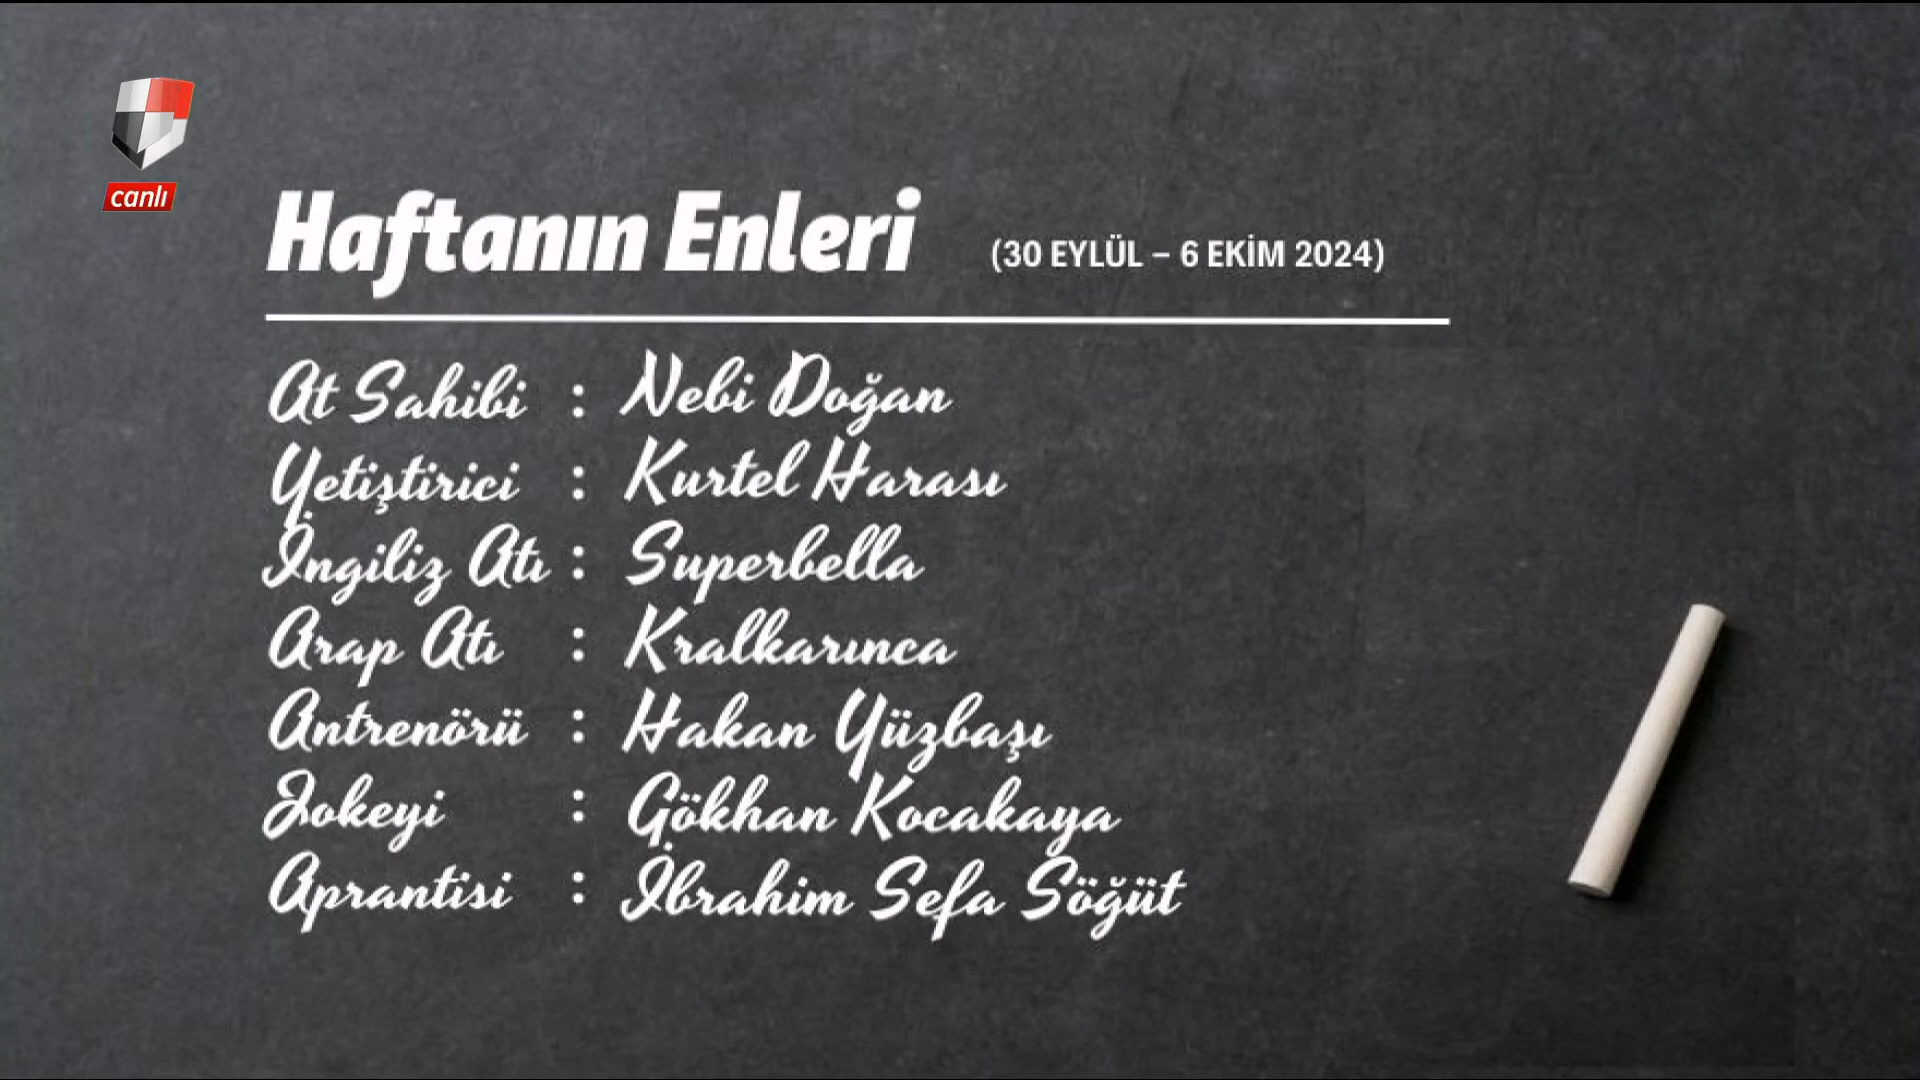 canlı
Haftanın Enleri (30 EYLÜL – 6 EKİM 2024)
At Sahibi : Nebi Doğan
Yetiştirici : Kurtel Harası
İngiliz Atı : Superbella
Arap Atı : Kralkarınca
Antrenörü : Hakan Yüzbaşı
Jokeyi : Gökhan Kocakaya
Aprantisi : İbrahim Sefa Söğüt